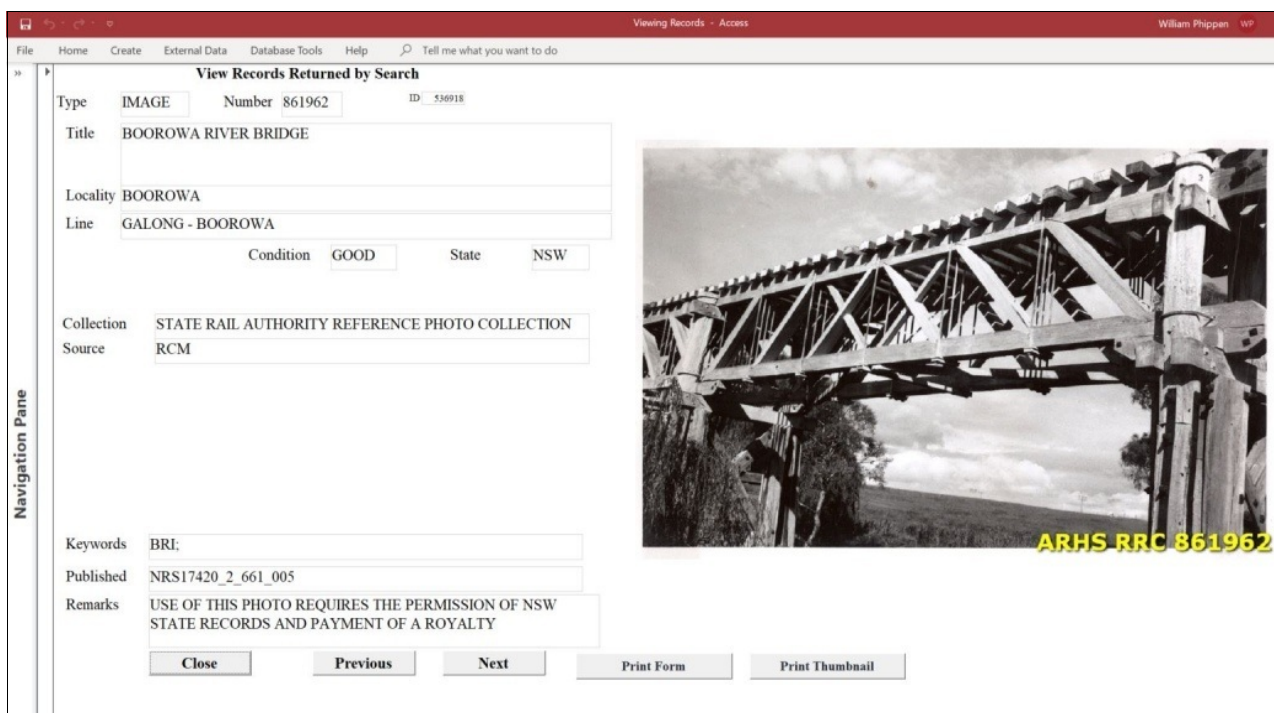 Viewing Records - Access
William Phippen WP
File Home Create External Data Database Tools Help Tell me what you want to do
View Records Returned by Search
Type IMAGE Number 861962 ID 536918
Title BOOROWA RIVER BRIDGE
Locality BOOROWA
Line GALONG - BOOROWA
Condition GOOD State NSW
Collection STATE RAIL AUTHORITY REFERENCE PHOTO COLLECTION
Source RCM
Navigation Pane
Keywords BRI;
Published NRS17420_2_661_005
Remarks USE OF THIS PHOTO REQUIRES THE PERMISSION OF NSW
STATE RECORDS AND PAYMENT OF A ROYALTY
Close Previous Next Print Form Print Thumbnail
ARHS RRC 861962